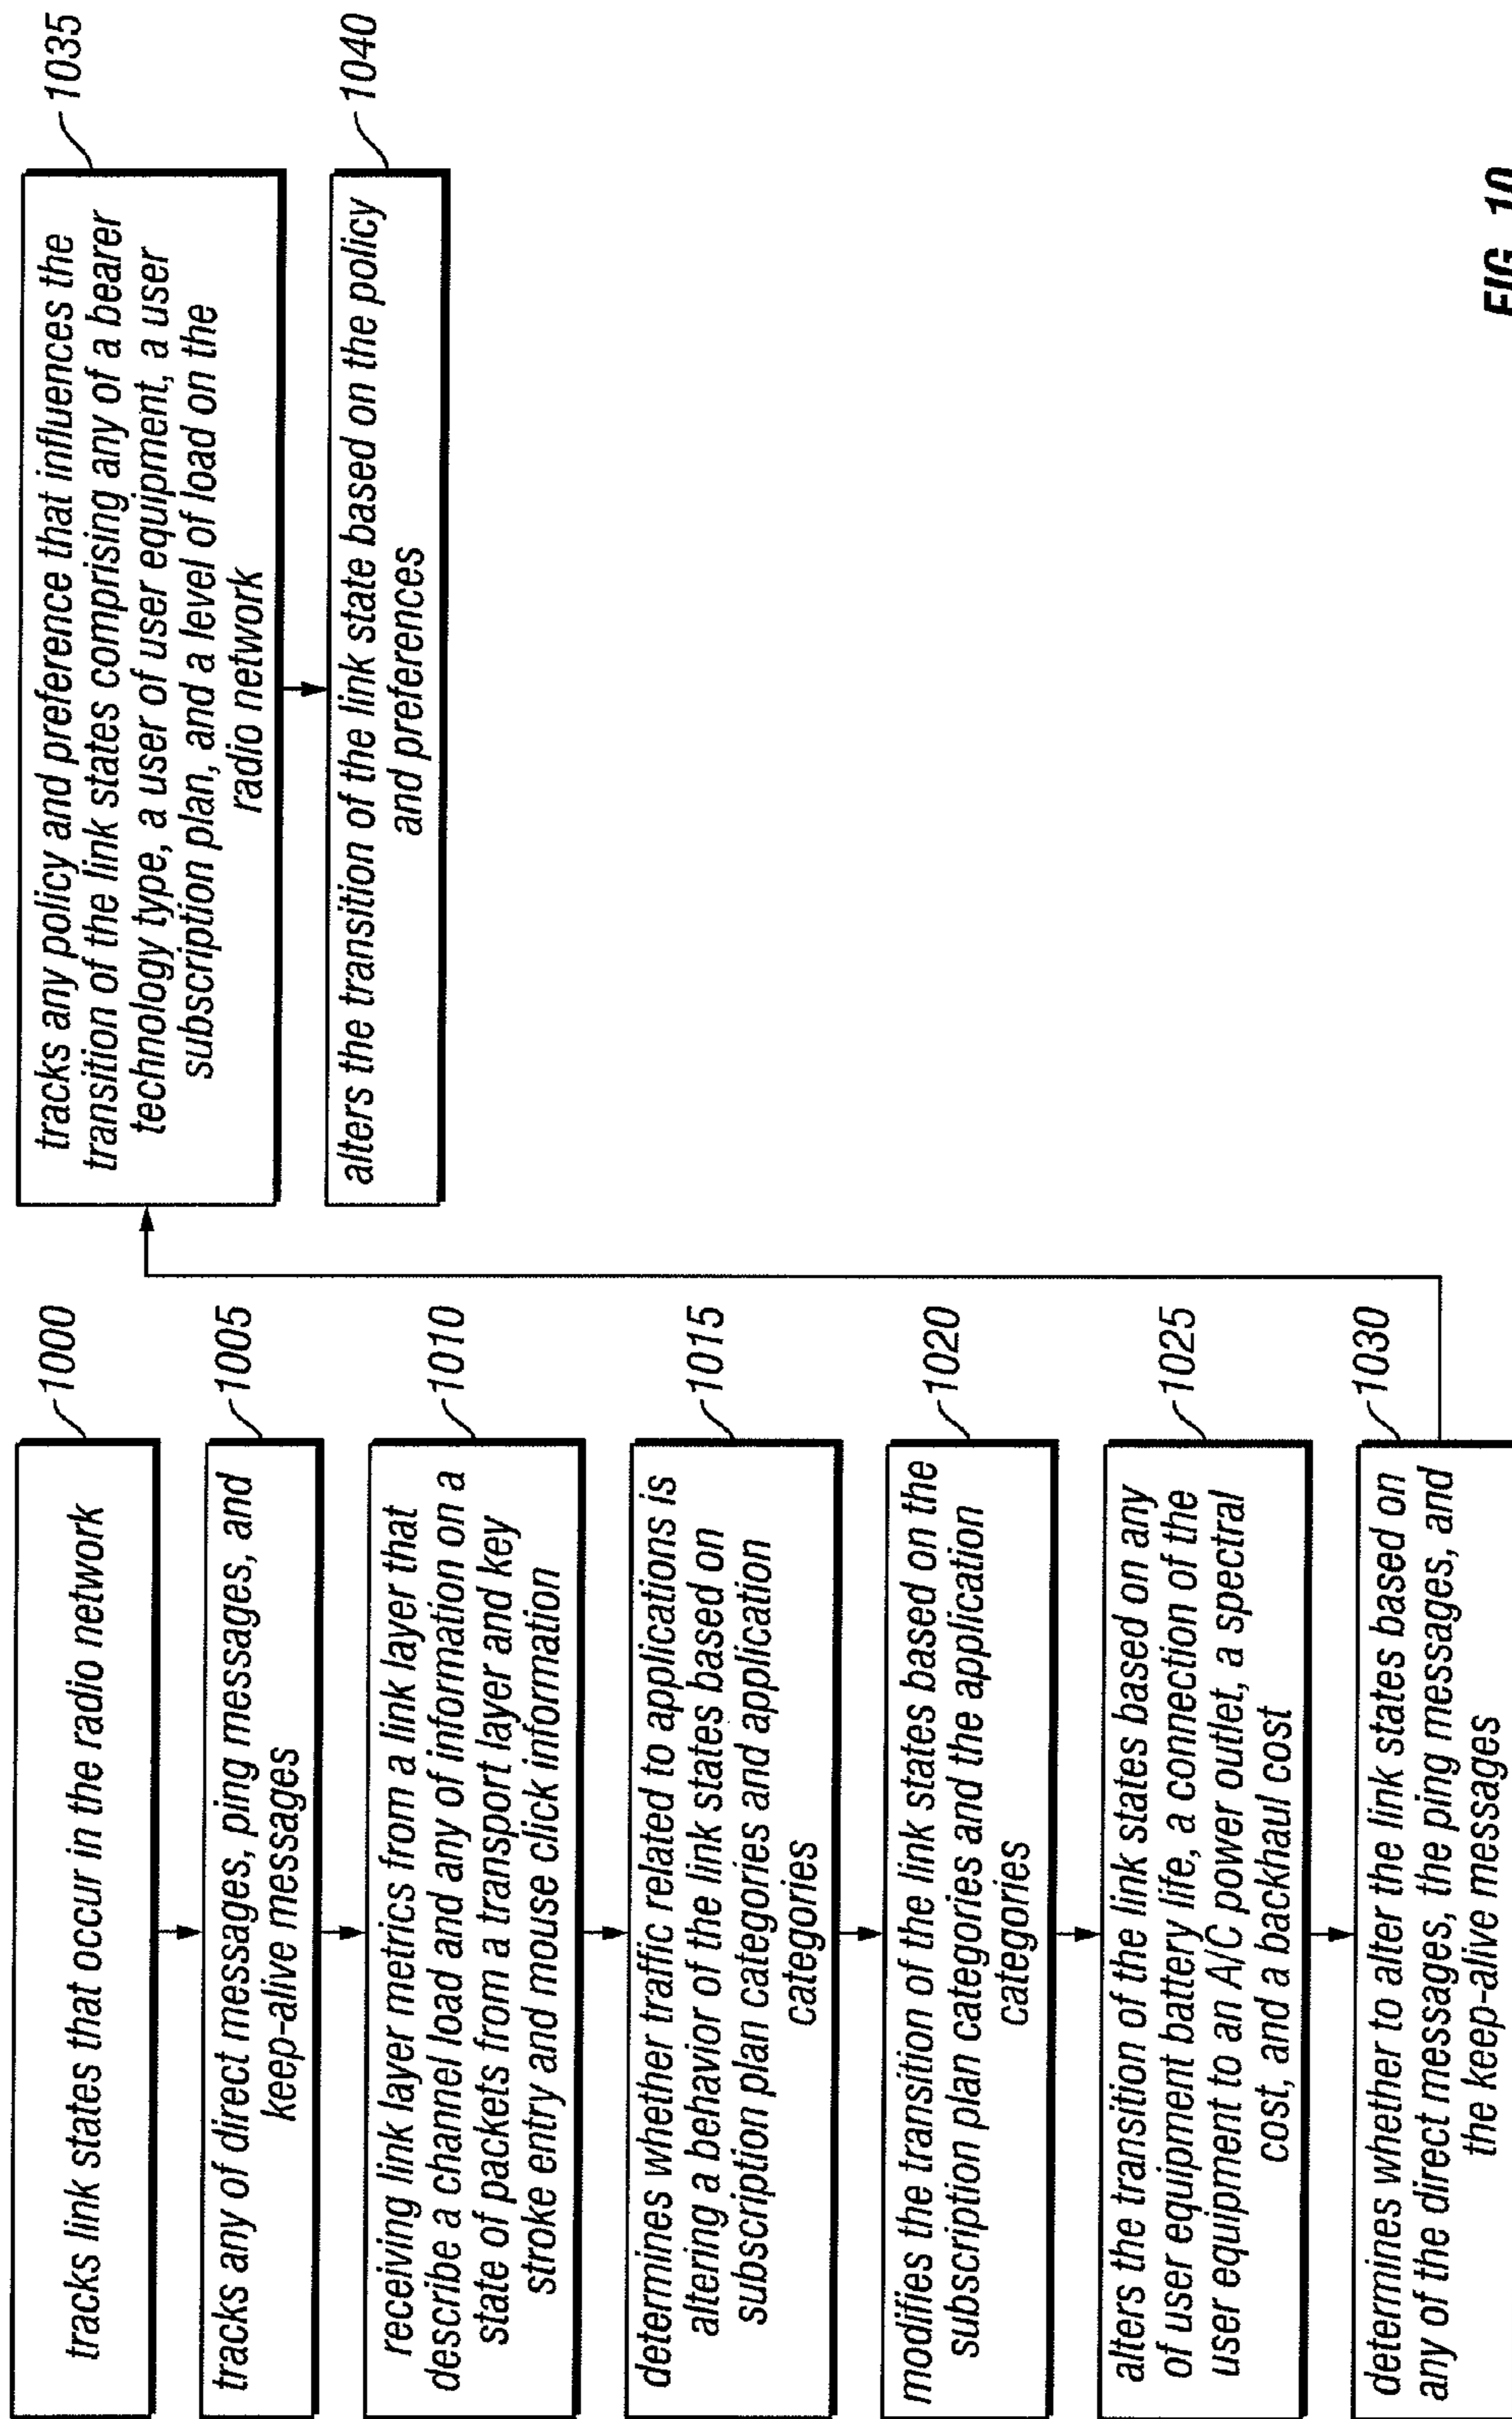 tracks link states that occur in the radio network
1000
tracks any of direct messages, ping messages, and
keep-alive messages
1005
receiving link layer metrics from a link layer that
describe a channel load and any of information on a
state of packets from a transport layer and key
stroke entry and mouse click information
1010
determines whether traffic related to applications is
altering a behavior of the link states based on
subscription plan categories and application
categories
1015
modifies the transition of the link states based on the
subscription plan categories and the application
categories
1020
alters the transition of the link states based on any
of user equipment battery life, a connection of the
user equipment to an A/C power outlet, a spectral
cost, and a backhaul cost
1025
determines whether to alter the link states based on
any of the direct messages, the ping messages, and
the keep-alive messages
1030
tracks any policy and preference that influences the
transition of the link states comprising any of a bearer
technology type, a user of user equipment, a user
subscription plan, and a level of load on the
radio network
1035
alters the transition of the link state based on the policy
and preferences
1040
FIG. 10